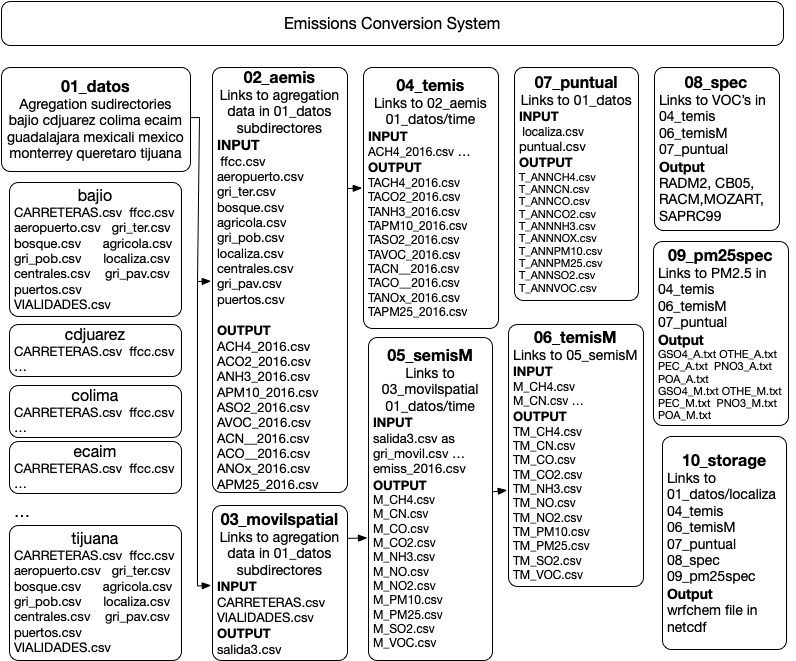 Emissions Conversion System
01_datos
Agregation sudirectories
bajio cdjuarez colima ecaim
guadalajara mexicali mexico
monterrey queretaro tijuana
bajio
CARRETERAS.csv ffcc.csv
aeropuerto.csv gri_ter.csv
bosque.csv agricola.csv
gri_pob.csv localiza.csv
centrales.csv gri_pav.csv
puertos.csv
VIALIDADES.csv
cdjuarez
CARRETERAS.csv ffcc.csv
...
colima
CARRETERAS.csv ffcc.csv
...
ecaim
CARRETERAS.csv ffcc.csv
...
...
tijuana
CARRETERAS.csv ffcc.csv
aeropuerto.csv gri_ter.csv
bosque.csv agricola.csv
gri_pob.csv localiza.csv
centrales.csv gri_pav.csv
puertos.csv
VIALIDADES.csv
02_aemis
Links to agregation
data in 01_datos
subdirectores
INPUT
ffcc.csv
aeropuerto.csv
gri_ter.csv
bosque.csv
agricola.csv
gri_pob.csv
localiza.csv
centrales.csv
gri_pav.csv
puertos.csv
OUTPUT
ACH4_2016.csv
ACO2_2016.csv
ANH3_2016.csv
APM10_2016.csv
ASO2_2016.csv
AVOC_2016.csv
ACN__2016.csv
ACO__2016.csv
ANOx_2016.csv
APM25_2016.csv
03_movilspatial
Links to agregation
data in 01_datos
subdirectores
INPUT
CARRETERAS.csv
VIALIDADES.csv
OUTPUT
salida3.csv
04_temis
Links to 02_aemis
01_datos/time
INPUT
ACH4_2016.csv ...
OUTPUT
TACH4_2016.csv
TACO2_2016.csv
TANH3_2016.csv
TAPM10_2016.csv
TASO2_2016.csv
TAVOC_2016.csv
TACN__2016.csv
TACO__2016.csv
TANOx_2016.csv
TAPM25_2016.csv
05_semisM
Links to
03_movilspatial
01_datos/time
INPUT
salida3.csv as
gri_movil.csv ...
emiss_2016.csv
OUTPUT
M_CH4.csv
M_CN.csv
M_CO.csv
M_CO2.csv
M_NH3.csv
M_NO.csv
M_NO2.csv
M_PM10.csv
M_PM25.csv
M_SO2.csv
M_VOC.csv
07_puntual
Links to 01_datos
INPUT
localiza.csv
puntual.csv
OUTPUT
T_ANNCH4.csv
T_ANNCN.csv
T_ANNCO.csv
T_ANNCO2.csv
T_ANNNH3.csv
T_ANNNOX.csv
T_ANNPM10.csv
T_ANNPM25.csv
T_ANNSO2.csv
T_ANNVOC.csv
06_temisM
Links to 05_semisM
INPUT
M_CH4.csv
M_CN.csv ...
OUTPUT
TM_CH4.csv
TM_CN.csv
TM_CO.csv
TM_CO2.csv
TM_NH3.csv
TM_NO.csv
TM_NO2.csv
TM_PM10.csv
TM_PM25.csv
TM_SO2.csv
TM_VOC.csv
08_spec
Links to VOC's in
04_temis
06_temisM
07_puntual
Output
RADM2, CB05,
RACM,MOZART,
SAPRC99
09_pm25spec
Links to PM2.5 in
04_temis
06_temisM
07_puntual
Output
GSO4_A.txt OTHE_A.txt
PEC_A.txt PNO3_A.txt
POA_A.txt
GSO4_M.txt OTHE_M.txt
PEC_M.txt PNO3_M.txt
POA_M.txt
10_storage
Links to
01_datos/localiza
04_temis
06_temisM
07_puntual
08_spec
09_pm25spec
Output
wrfchem file in
netcdf